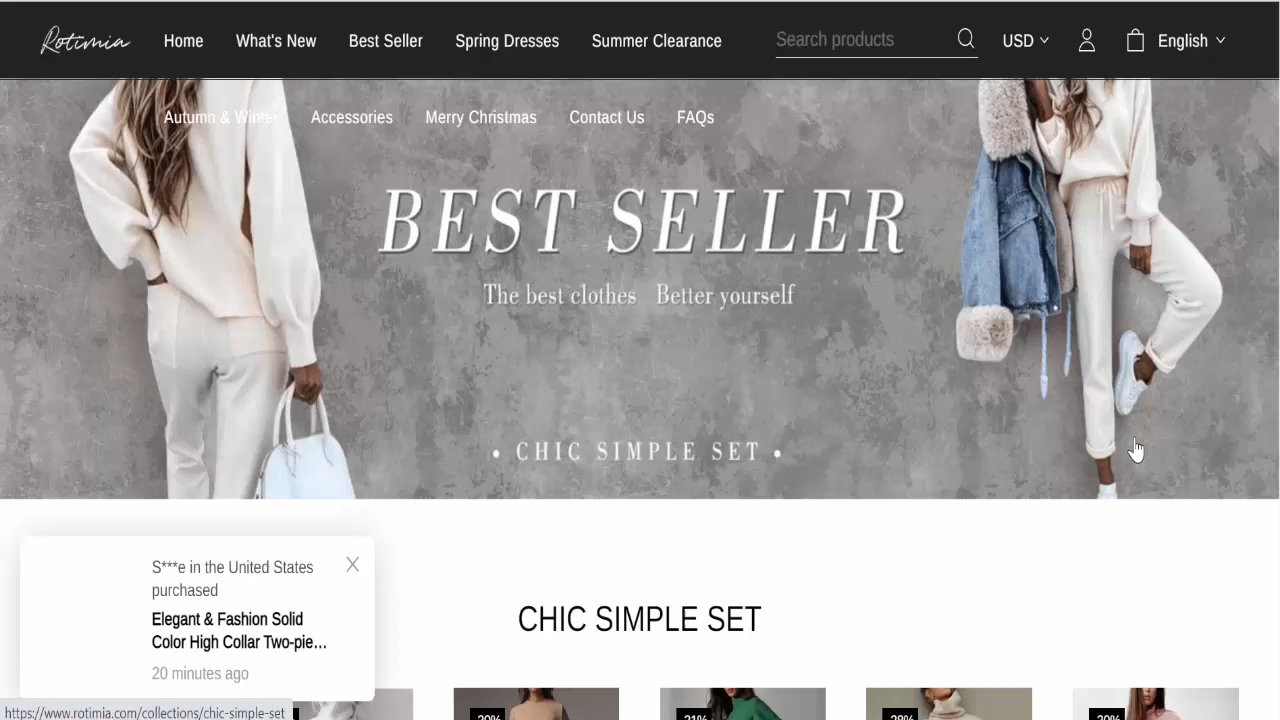 Rotimia
Home
What's New
Best Seller
Spring Dresses
Summer Clearance
Search products
USD
English
Autumn & Winter
Accessories
Merry Christmas
Contact Us
FAQs
BEST SELLER
The best clothes Better yourself
• CHIC SIMPLE SET •
S***e in the United States
purchased
Elegant & Fashion Solid
Color High Collar Two-pie...
20 minutes ago
CHIC SIMPLE SET
https://www.rotimia.com/collections/chic-simple-set